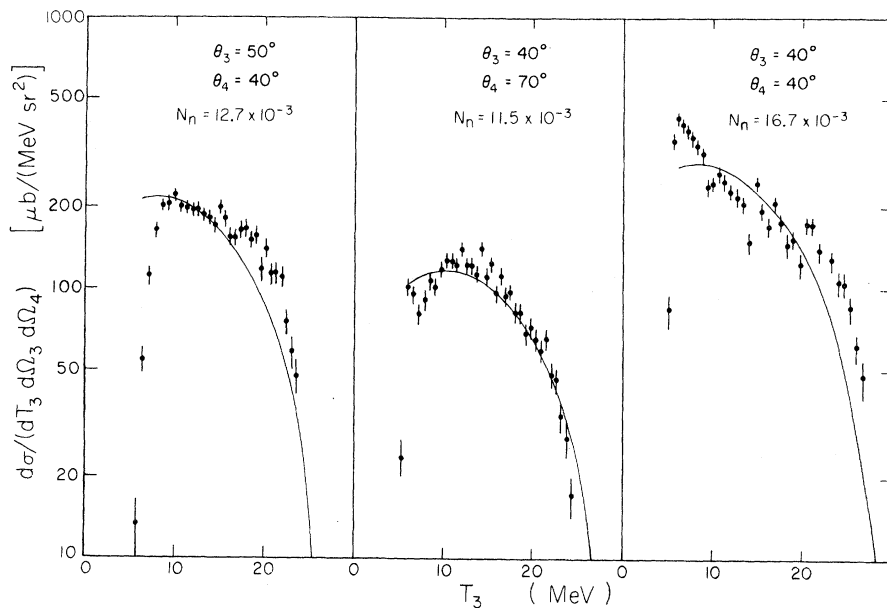 1000
500
200
100
50
20
10
dσ/(dT₃ dΩ₃ dΩ₄) [μb/(MeV sr²)]
θ₃ = 50°
θ₄ = 40°
Nₙ = 12.7 x 10⁻³
θ₃ = 40°
θ₄ = 70°
Nₙ = 11.5 x 10⁻³
θ₃ = 40°
θ₄ = 40°
Nₙ = 16.7 x 10⁻³
0 10 20 0 10 20 0 10 20
T₃ (MeV)